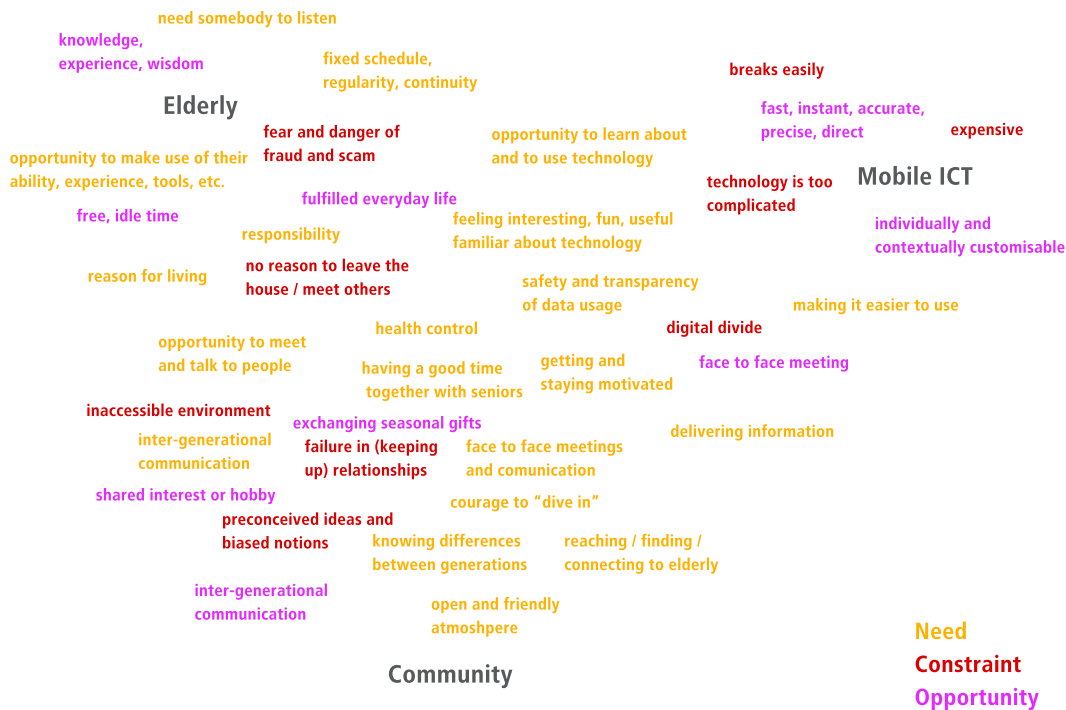 need somebody to listen
knowledge,
experience, wisdom
fixed schedule,
regularity, continuity
breaks easily
Elderly
fast, instant, accurate,
precise, direct
expensive
fear and danger of
fraud and scam
opportunity to learn about
and to use technology
opportunity to make use of their
ability, experience, tools, etc.
technology is too
complicated
Mobile ICT
fulfilled everyday life
free, idle time
feeling interesting, fun, useful
familiar about technology
individually and
contextually customisable
responsibility
reason for living
no reason to leave the
house / meet others
safety and transparency
of data usage
making it easier to use
health control
digital divide
opportunity to meet
and talk to people
having a good time
together with seniors
getting and
staying motivated
face to face meeting
inaccessible environment
exchanging seasonal gifts
delivering information
inter-generational
communication
failure in (keeping
up) relationships
face to face meetings
and comunication
shared interest or hobby
courage to “dive in”
preconceived ideas and
biased notions
knowing differences
between generations
reaching / finding /
connecting to elderly
inter-generational
communication
open and friendly
atmoshpere
Community
Need
Constraint
Opportunity